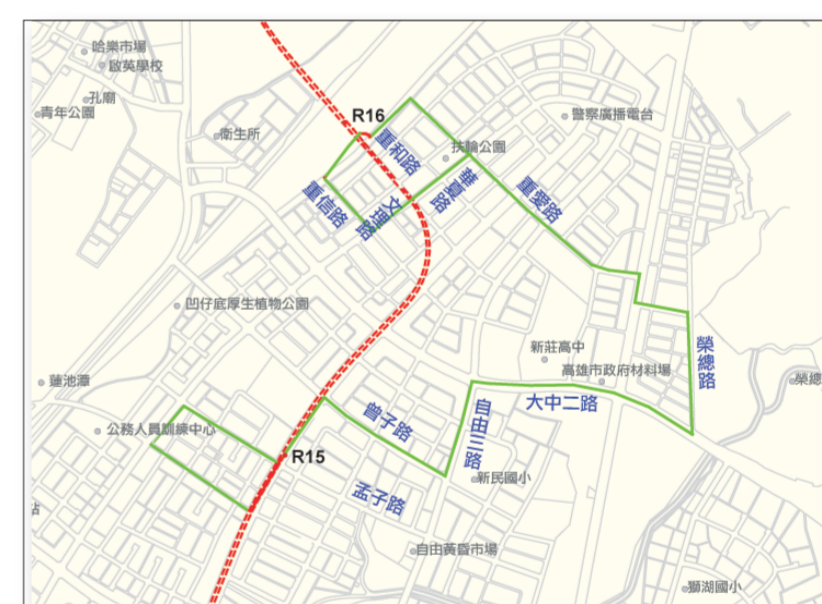 哈樂市場
啟英學校
孔廟
青年公園
衛生所
R16
重和路
扶輪公園
警察廣播電台
華夏路
重愛路
重信路
文理路
凹仔底厚生植物公園
新莊高中
高雄市政府材料場
榮總路
榮總
蓮池潭
大中二路
曾子路
自由三路
公務人員訓練中心
R15
新民國小
孟子路
站
自由黃昏市場
獅湖國小